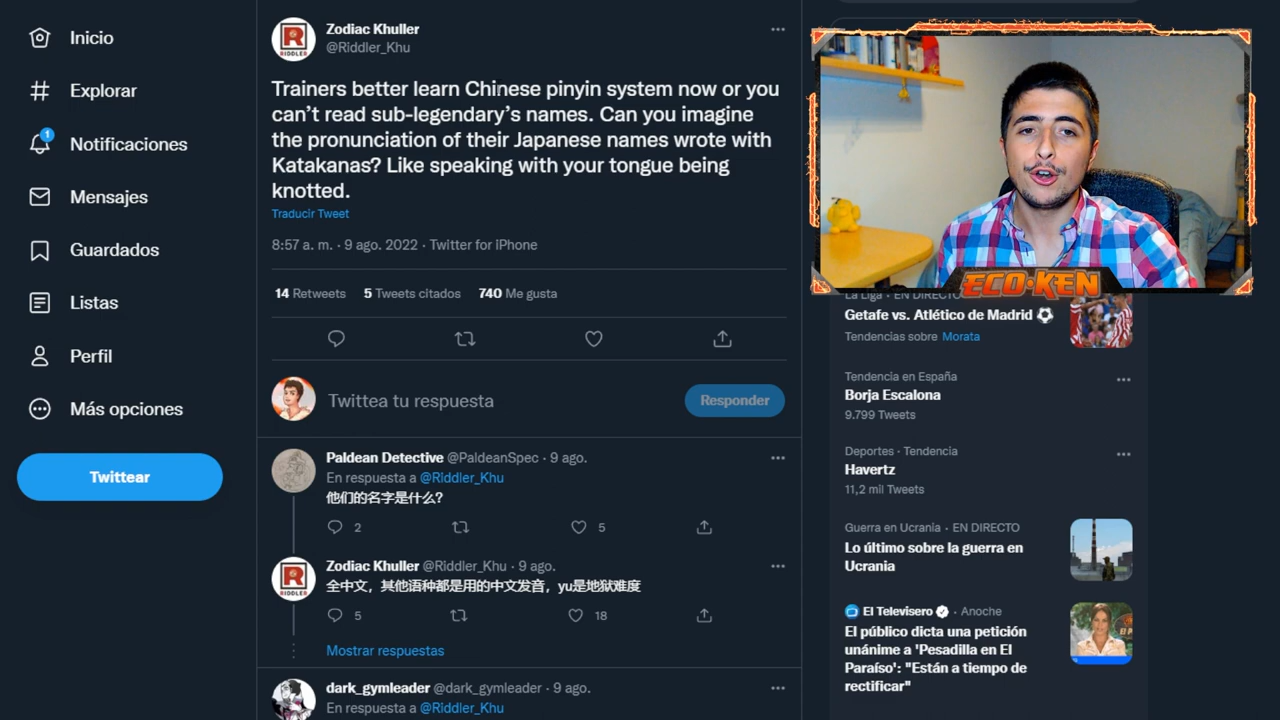 Inicio
Explorar
1
Notificaciones
Mensajes
Guardados
Listas
Perfil
Más opciones
Twittear
R
RIDDLER
Zodiac Khuller
@Riddler_Khu
Trainers better learn Chinese pinyin system now or you
can't read sub-legendary's names. Can you imagine
the pronunciation of their Japanese names wrote with
Katakanas? Like speaking with your tongue being
knotted.
Traducir Tweet
8:57 a. m. · 9 ago. 2022 · Twitter for iPhone
14 Retweets 5 Tweets citados 740 Me gusta
Twittea tu respuesta
Responder
Paldean Detective @PaldeanSpec · 9 ago.
En respuesta a @Riddler_Khu
他们的名字是什么?
2 5
R
RIDDLER
Zodiac Khuller @Riddler_Khu · 9 ago.
全中文，其他语种都是用的中文发音，yu是地狱难度
5 18
Mostrar respuestas
dark_gymleader @dark_gymleader · 9 ago.
En respuesta a @Riddler_Khu
ECO·KEN
La Liga · EN DIRECTO
Getafe vs. Atlético de Madrid
Tendencias sobre Morata
Tendencia en España
Borja Escalona
9.799 Tweets
Deportes · Tendencia
Havertz
11,2 mil Tweets
Guerra en Ucrania · EN DIRECTO
Lo último sobre la guerra en
Ucrania
El Televisero · Anoche
El público dicta una petición
unánime a 'Pesadilla en El
Paraíso': "Están a tiempo de
rectificar"